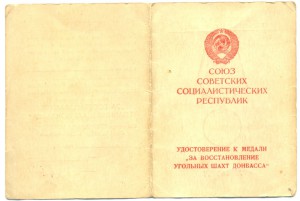 СОЮЗ
СОВЕТСКИХ
СОЦИАЛИСТИЧЕСКИХ
РЕСПУБЛИК
УДОСТОВЕРЕНИЕ К МЕДАЛИ
„ЗА ВОССТАНОВЛЕНИЕ
УГОЛЬНЫХ ШАХТ ДОНБАССА"